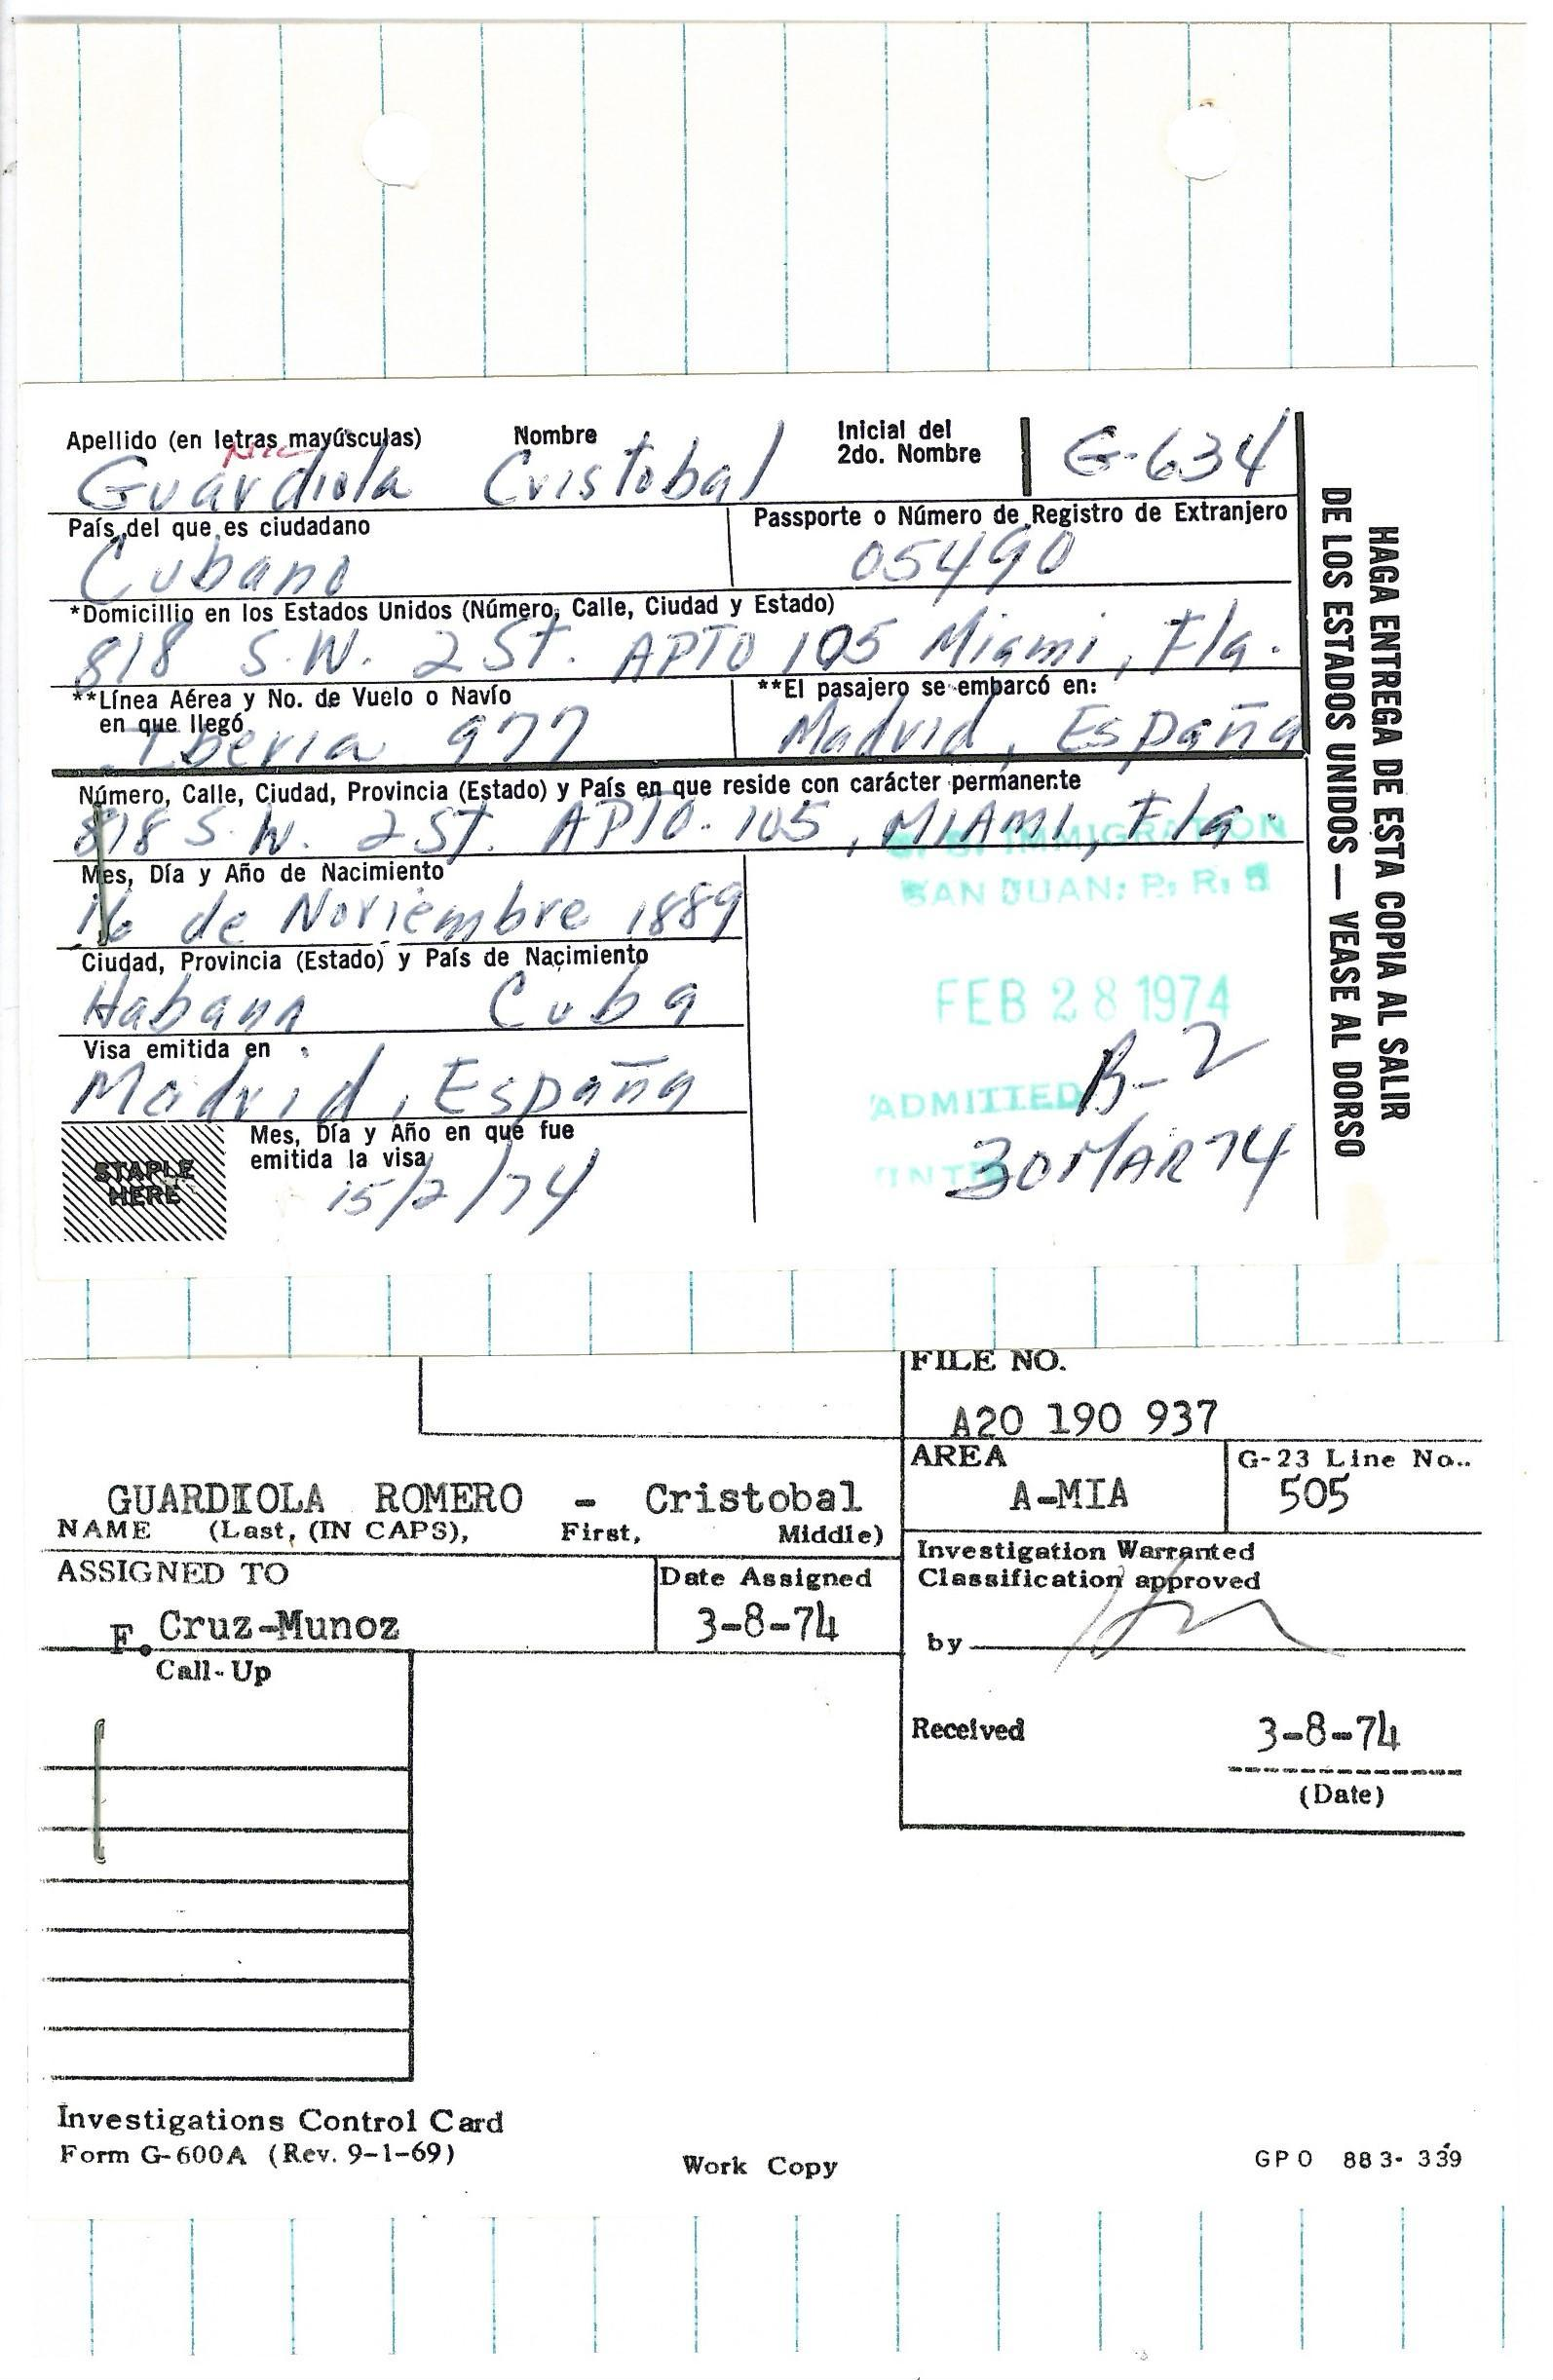 Apellido (en letras mayúsculas) Nombre Inicial del 2do. Nombre
Guardiola Cristobal G-634
País del que es ciudadano Passporte o Número de Registro de Extranjero
Cubano 05490
*Domicillio en los Estados Unidos (Número, Calle, Ciudad y Estado)
818 S.W. 2 St. APTO 105 Miami, Fla.
**Línea Aérea y No. de Vuelo o Navío en que llegó **El pasajero se embarcó en:
Iberia 977 Madrid, España
Número, Calle, Ciudad, Provincia (Estado) y País en que reside con carácter permanente
818 S.W. 2 St. APTO. 105, MIAMI, Fla.
U. S. IMMIGRATION
SAN JUAN, P. R.
Mes, Día y Año de Nacimiento
16 de Noviembre 1889
Ciudad, Provincia (Estado) y País de Nacimiento
Habana Cuba
FEB 28 1974
Visa emitida en
Madrid, España
ADMITTED B-2
Mes, Día y Año en que fue
emitida la visa
15/2/74
30 MAR 74
STAPLE
HERE
HAGA ENTREGA DE ESTA COPIA AL SALIR
DE LOS ESTADOS UNIDOS — VEASE AL DORSO
FILE NO.
A20 190 937
AREA G-23 Line No..
A-MIA 505
GUARDIOLA ROMERO - Cristobal
NAME (Last, (IN CAPS), First, Middle)
Investigation Warranted
Classification approved
by
ASSIGNED TO Date Assigned
F. Cruz-Munoz 3-8-74
Call-Up
Received 3-8-74
(Date)
Investigations Control Card
Form G-600A (Rev. 9-1-69) Work Copy GPO 883-339